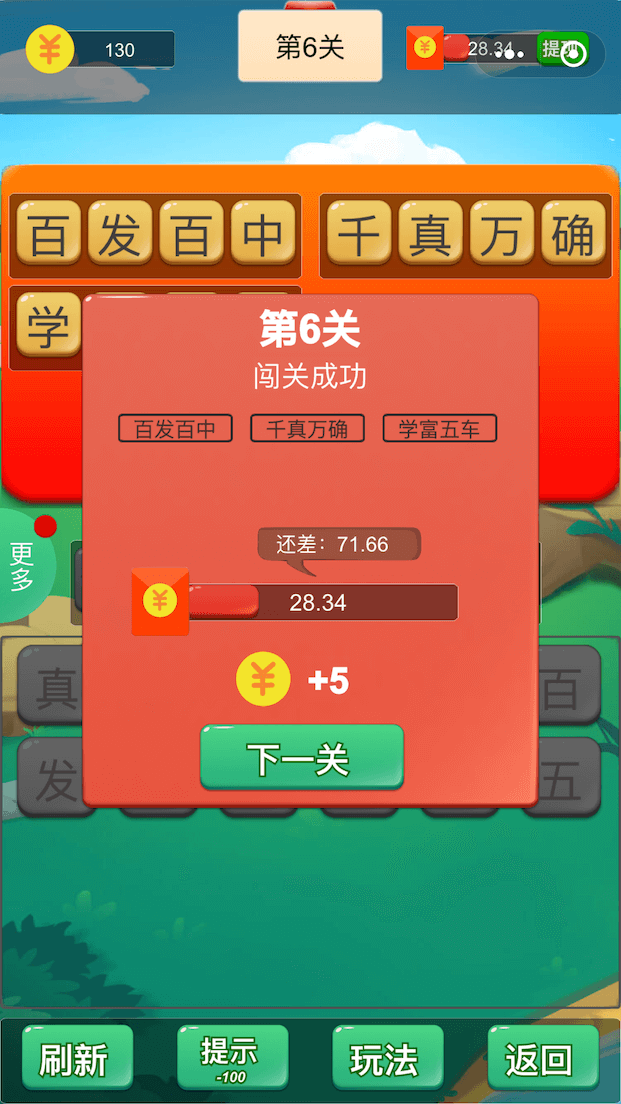 130
第6关
28.34
提现
百发百中
千真万确
学
第6关
闯关成功
百发百中
千真万确
学富五车
还差：71.66
28.34
+5
下一关
更多
真
百
发
五
刷新
提示
-100
玩法
返回